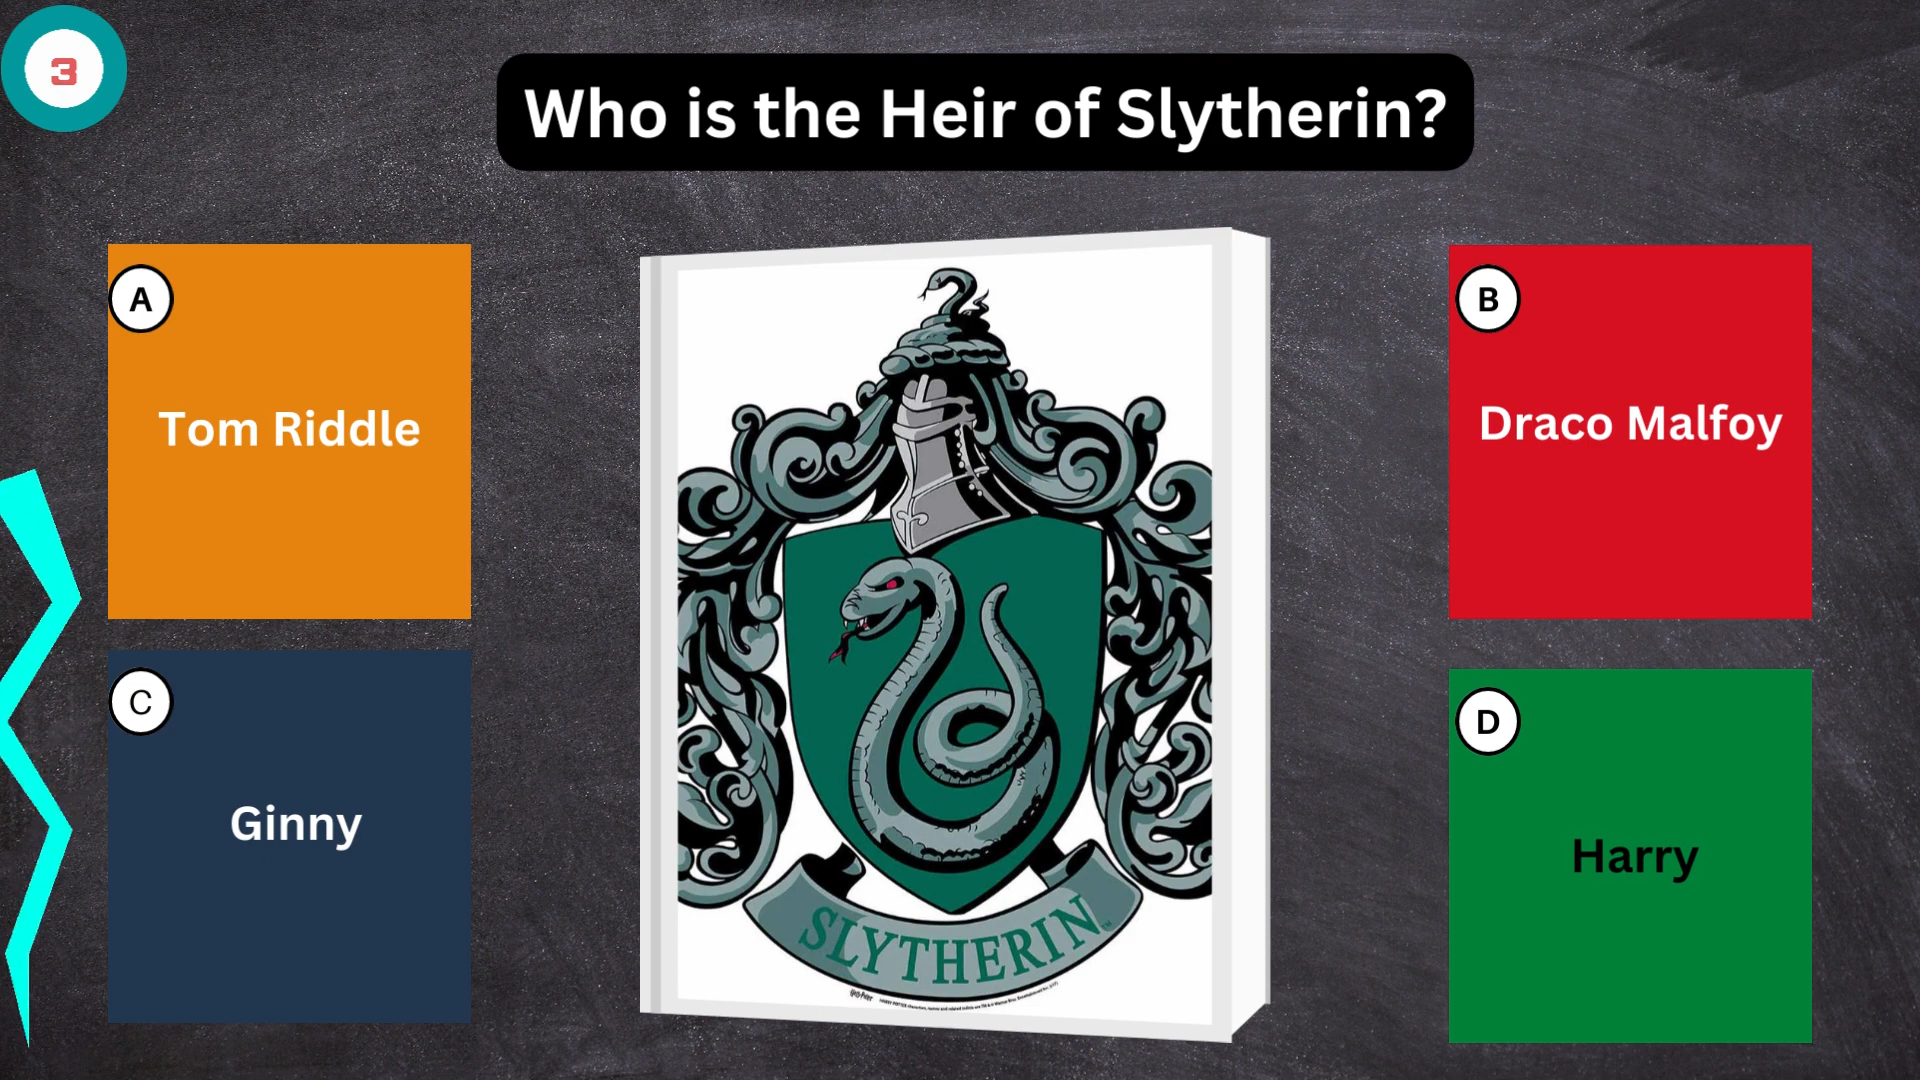 3
Who is the Heir of Slytherin?
A
Tom Riddle
B
Draco Malfoy
C
Ginny
D
Harry
SLYTHERIN